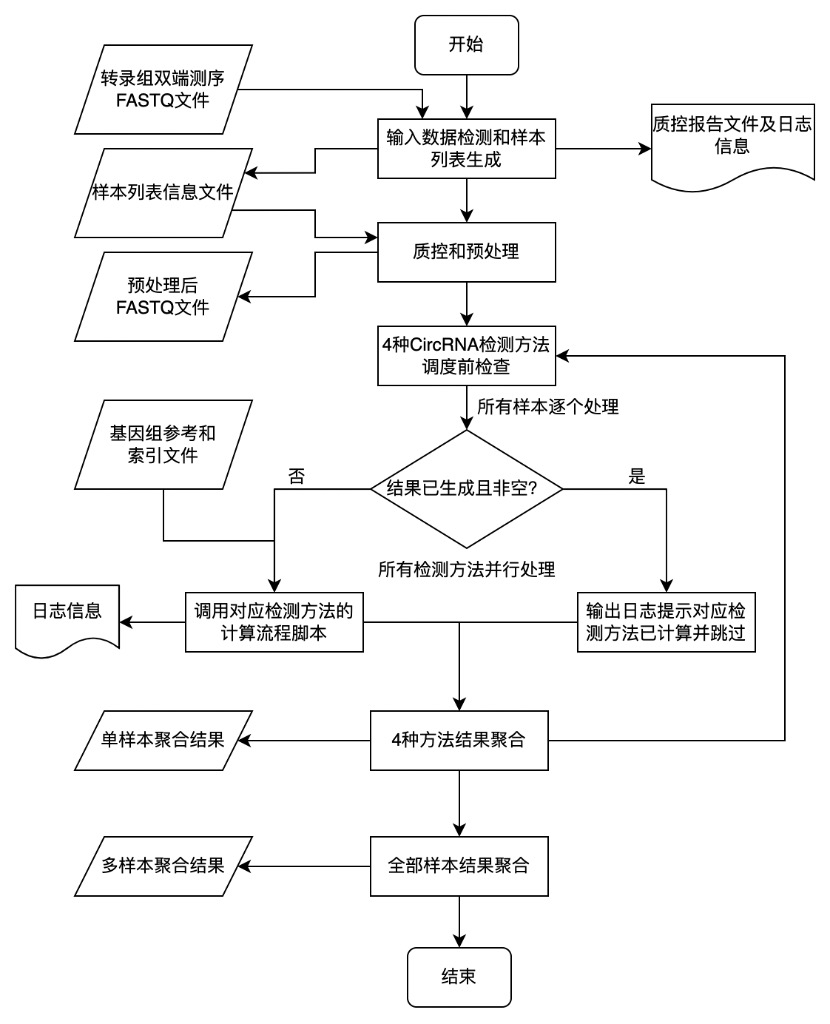 开始
转录组双端测序
FASTQ文件
输入数据检测和样本
列表生成
质控报告文件及日志
信息
样本列表信息文件
质控和预处理
预处理后
FASTQ文件
4种CircRNA检测方法
调度前检查
所有样本逐个处理
基因组参考和
索引文件
否
结果已生成且非空?
是
所有检测方法并行处理
日志信息
调用对应检测方法的
计算流程脚本
输出日志提示对应检
测方法已计算并跳过
单样本聚合结果
4种方法结果聚合
多样本聚合结果
全部样本结果聚合
结束